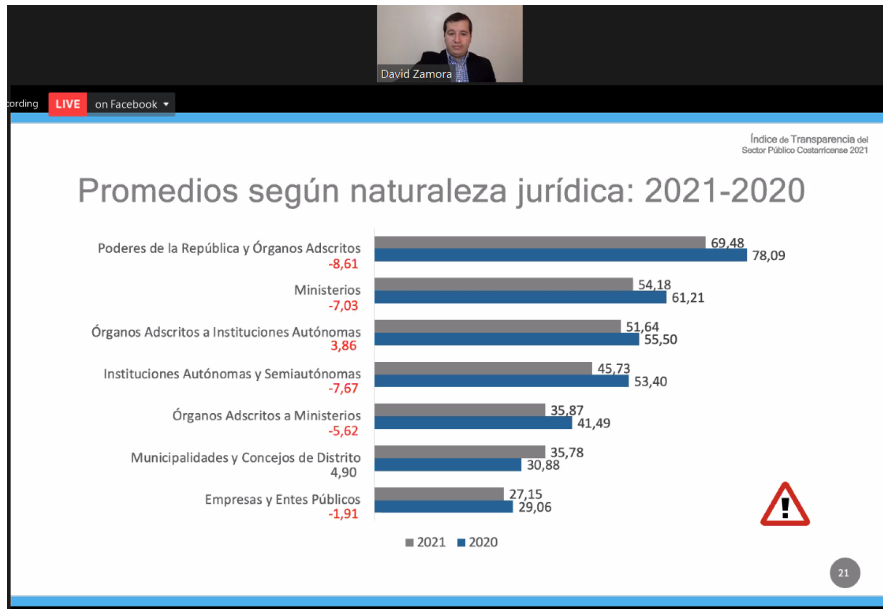 David Zamora
cording
LIVE on Facebook
Índice de Transparencia del
Sector Público Costarricense 2021
Promedios según naturaleza jurídica: 2021-2020
Poderes de la República y Órganos Adscritos
-8,61
69,48
78,09
Ministerios
-7,03
54,18
61,21
Órganos Adscritos a Instituciones Autónomas
3,86
51,64
55,50
Instituciones Autónomas y Semiautónomas
-7,67
45,73
53,40
Órganos Adscritos a Ministerios
-5,62
35,87
41,49
Municipalidades y Concejos de Distrito
4,90
35,78
30,88
Empresas y Entes Públicos
-1,91
27,15
29,06
2021 2020
!
21